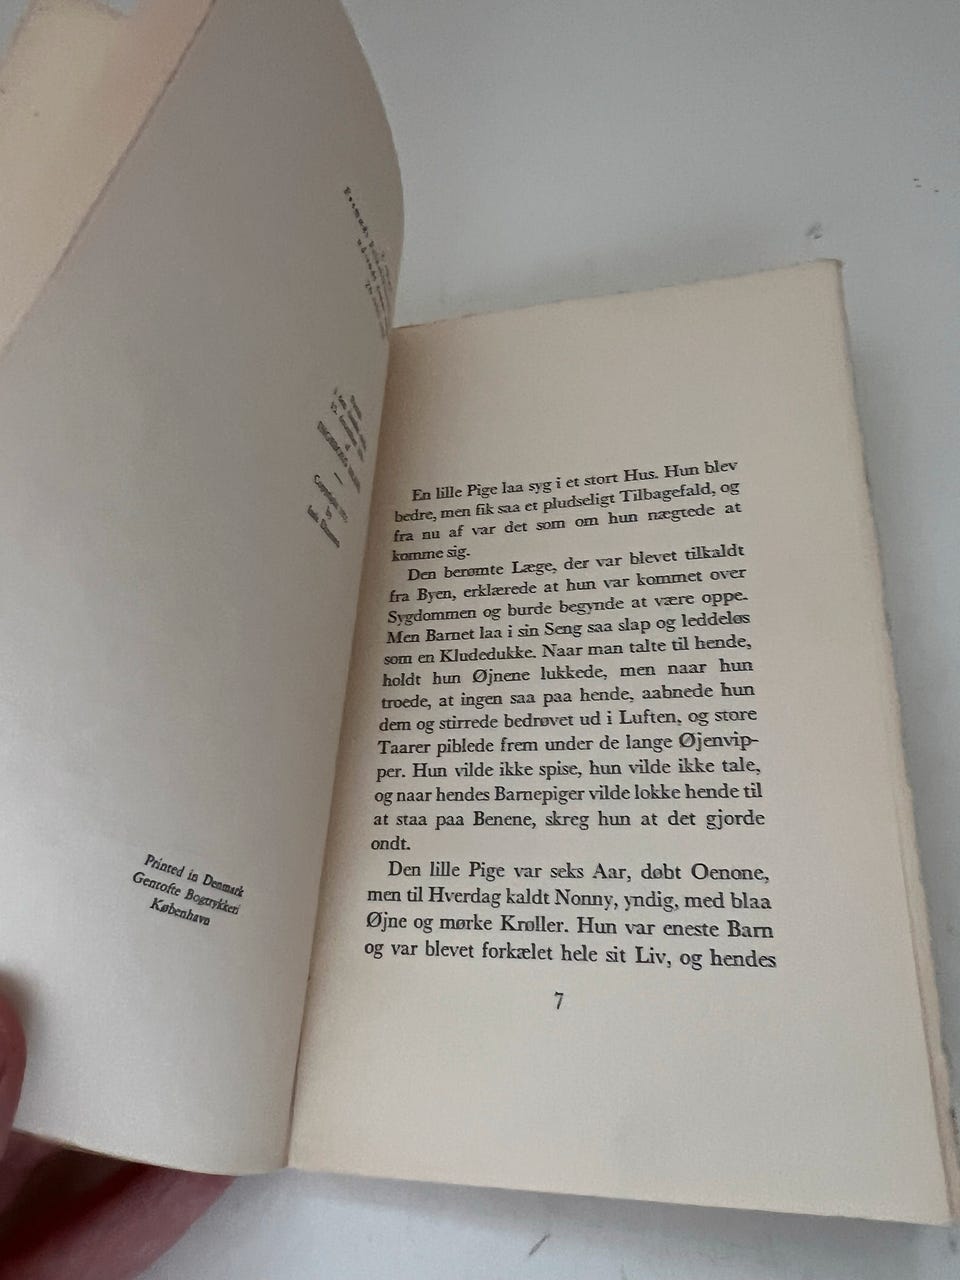 Copyright
by
Printed in Denmark
Gentofte Bogtrykkeri
København
En lille Pige laa syg i et stort Hus. Hun blev
bedre, men fik saa et pludseligt Tilbagefald, og
fra nu af var det som om hun nægtede at
komme sig.
Den berømte Læge, der var blevet tilkaldt
fra Byen, erklærede at hun var kommet over
Sygdommen og burde begynde at være oppe.
Men Barnet laa i sin Seng saa slap og leddeløs
som en Kludedukke. Naar man talte til hende,
holdt hun Øjnene lukkede, men naar hun
troede, at ingen saa paa hende, aabnede hun
dem og stirrede bedrøvet ud i Luften, og store
Taarer piblede frem under de lange Øjenvip-
per. Hun vilde ikke spise, hun vilde ikke tale,
og naar hendes Barnepiger vilde lokke hende til
at staa paa Benene, skreg hun at det gjorde
ondt.
Den lille Pige var seks Aar, døbt Oenone,
men til Hverdag kaldt Nonny, yndig, med blaa
Øjne og mørke Krøller. Hun var eneste Barn
og var blevet forkælet hele sit Liv, og hendes
7